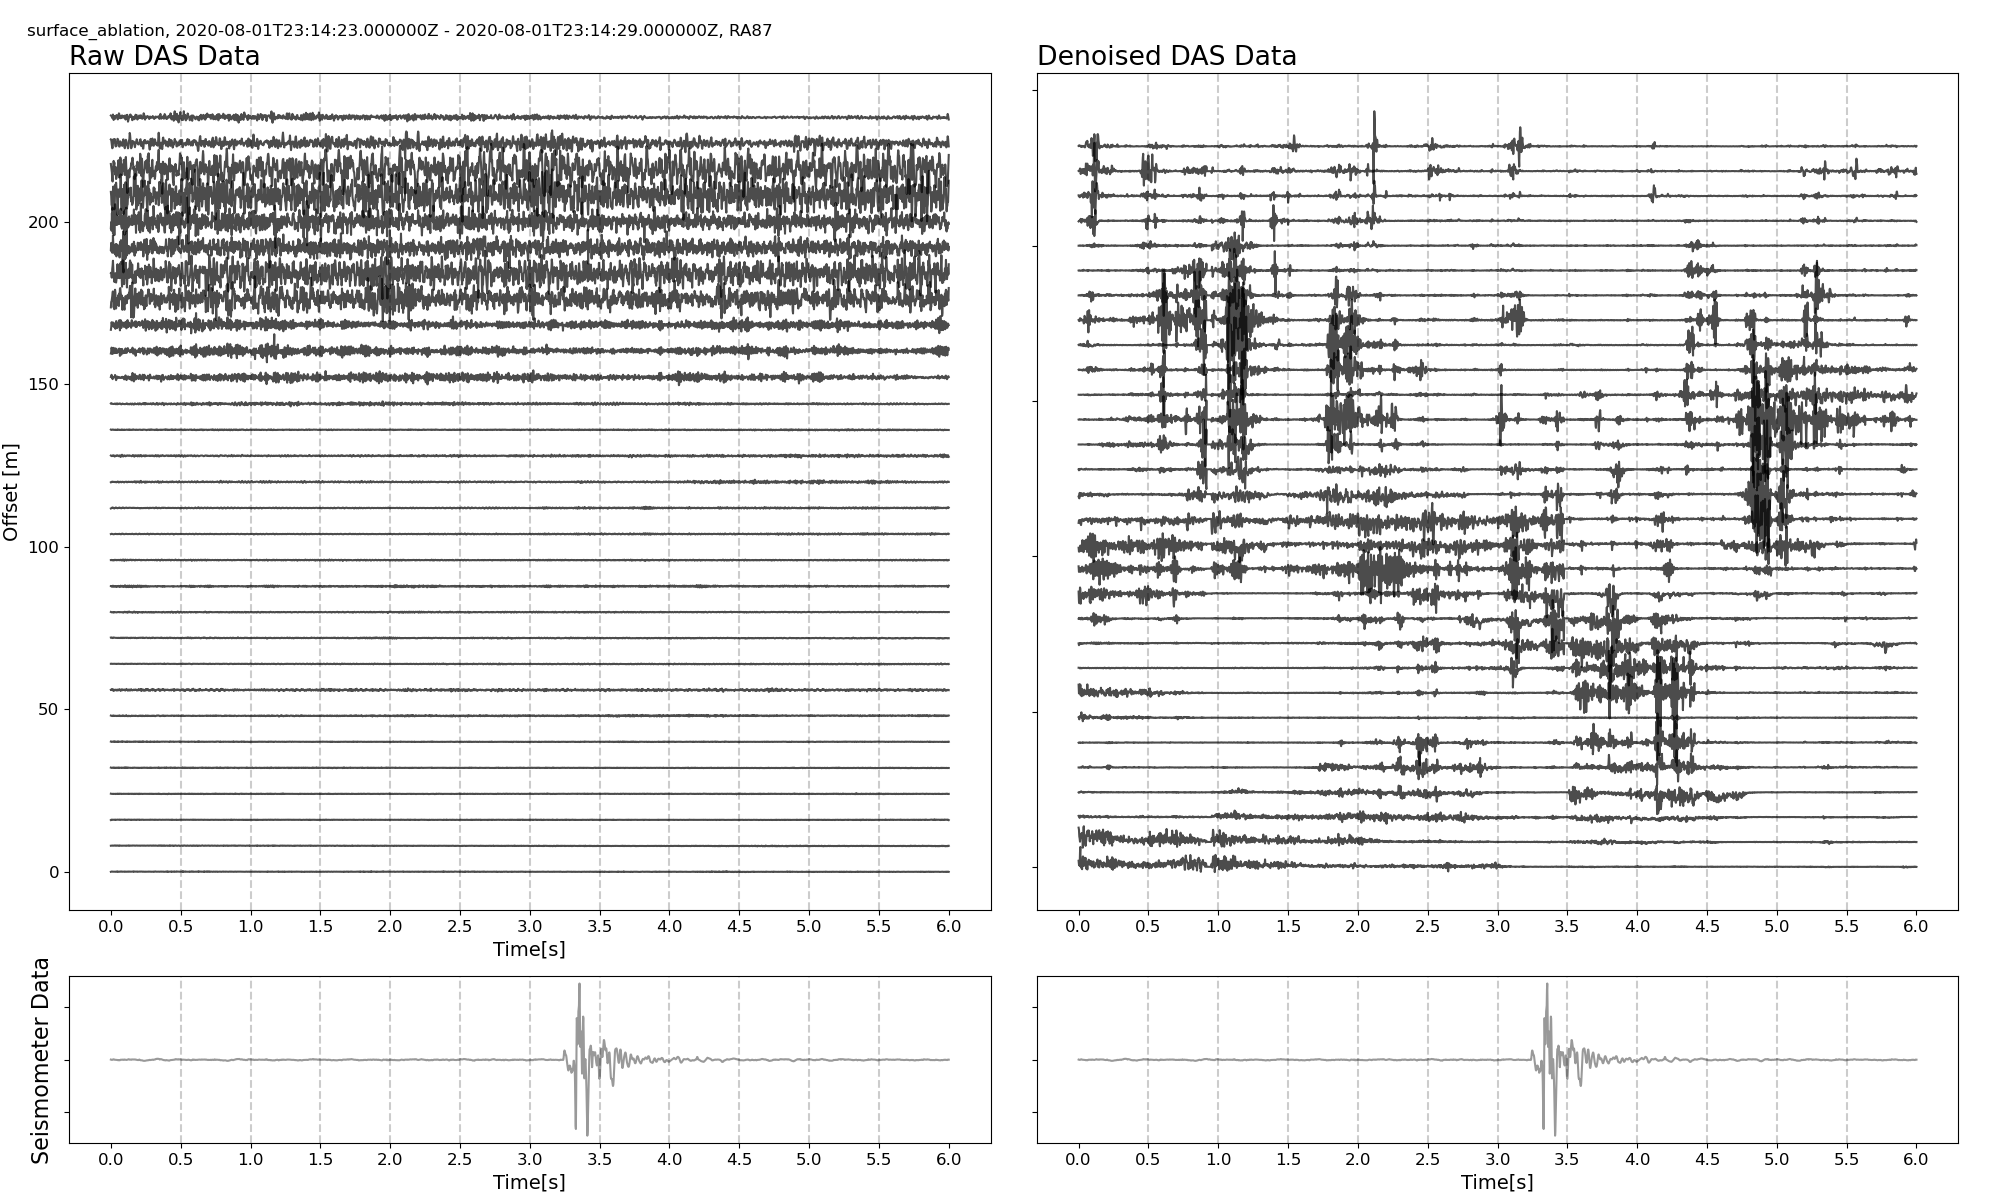 surface_ablation, 2020-08-01T23:14:23.000000Z - 2020-08-01T23:14:29.000000Z, RA87
Raw DAS Data
Denoised DAS Data
Offset [m]
200
150
100
50
0
0.0 0.5 1.0 1.5 2.0 2.5 3.0 3.5 4.0 4.5 5.0 5.5 6.0
Time[s]
0.0 0.5 1.0 1.5 2.0 2.5 3.0 3.5 4.0 4.5 5.0 5.5 6.0
Seismometer Data
0.0 0.5 1.0 1.5 2.0 2.5 3.0 3.5 4.0 4.5 5.0 5.5 6.0
Time[s]
0.0 0.5 1.0 1.5 2.0 2.5 3.0 3.5 4.0 4.5 5.0 5.5 6.0
Time[s]